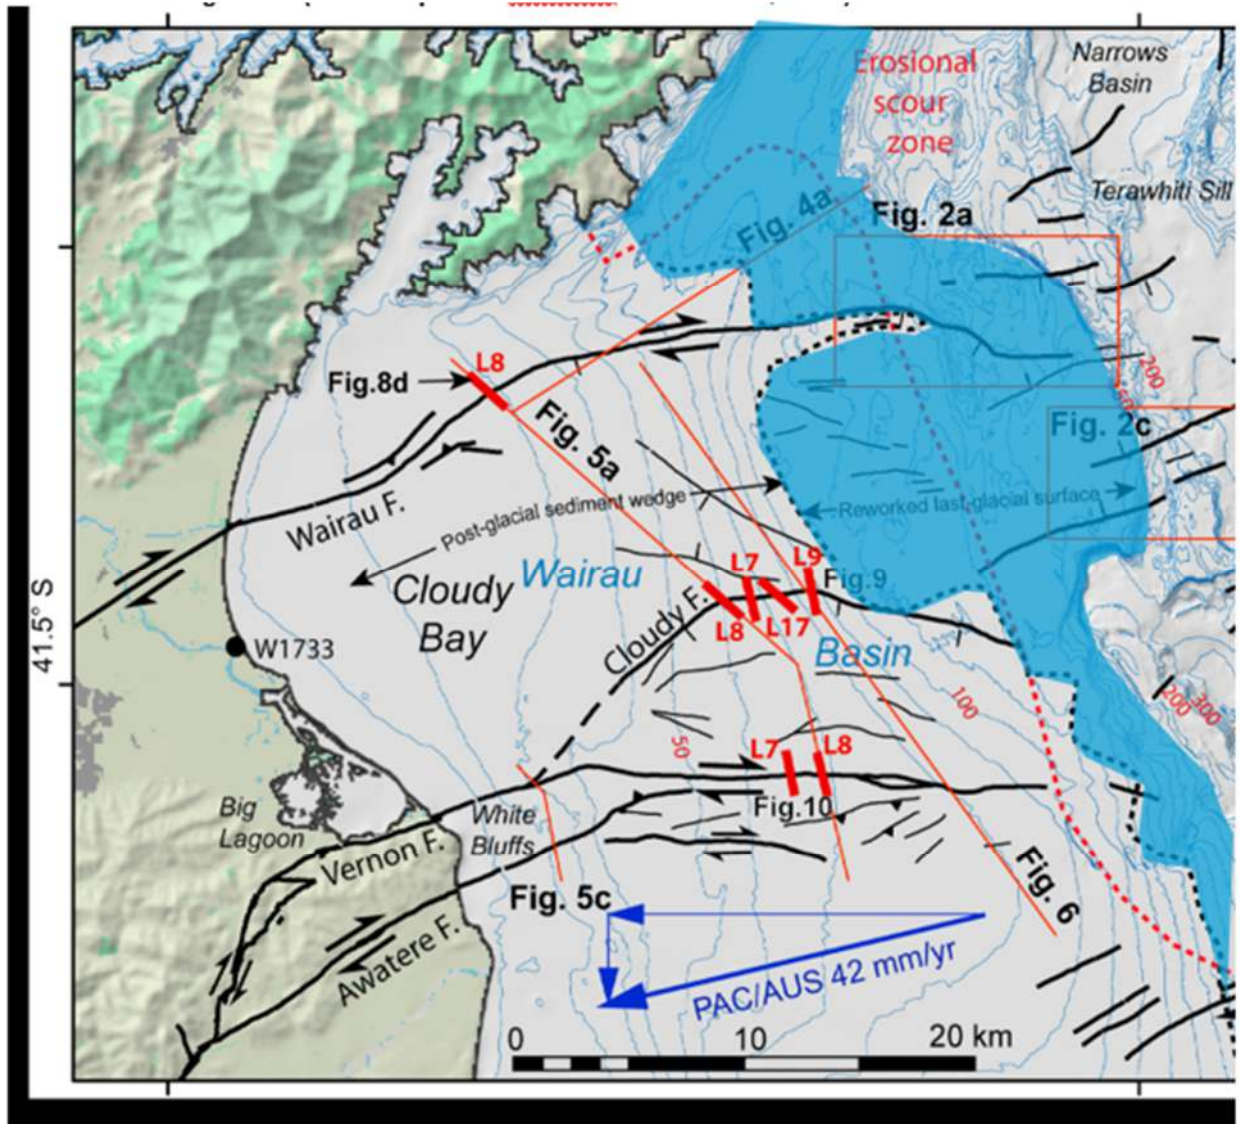 Erosional
scour
zone
Narrows
Basin
Terawhiti Sill
Fig. 4a
Fig. 2a
200
L8
Fig.8d
Fig. 5a
Fig. 2c
Wairau F.
Post-glacial sediment wedge
Reworked last-glacial surface
Cloudy
Bay
Wairau
L7
L9
Fig.9
Cloudy F.
L8
L17
Basin
41.5° S
W1733
100
200
300
50
L7
L8
Fig.10
Big
Lagoon
White
Bluffs
Vernon F.
Fig. 5c
Fig. 6
Awatere F.
PAC/AUS 42 mm/yr
0 10 20 km